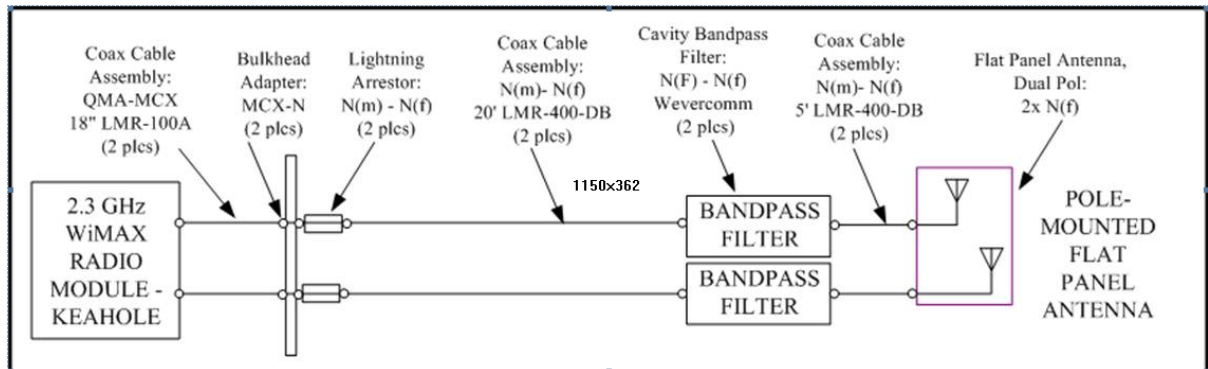 Coax Cable
Assembly:
QMA-MCX
18" LMR-100A
(2 plcs)
Bulkhead
Adapter:
MCX-N
(2 plcs)
Lightning
Arrestor:
N(m) - N(f)
(2 plcs)
Coax Cable
Assembly:
N(m)- N(f)
20' LMR-400-DB
(2 plcs)
Cavity Bandpass
Filter:
N(F) - N(f)
Wevercomm
(2 plcs)
Coax Cable
Assembly:
N(m)- N(f)
5' LMR-400-DB
(2 plcs)
Flat Panel Antenna,
Dual Pol:
2x N(f)
1150×362
2.3 GHz
WiMAX
RADIO
MODULE -
KEAHOLE
BANDPASS
FILTER
BANDPASS
FILTER
POLE-
MOUNTED
FLAT
PANEL
ANTENNA